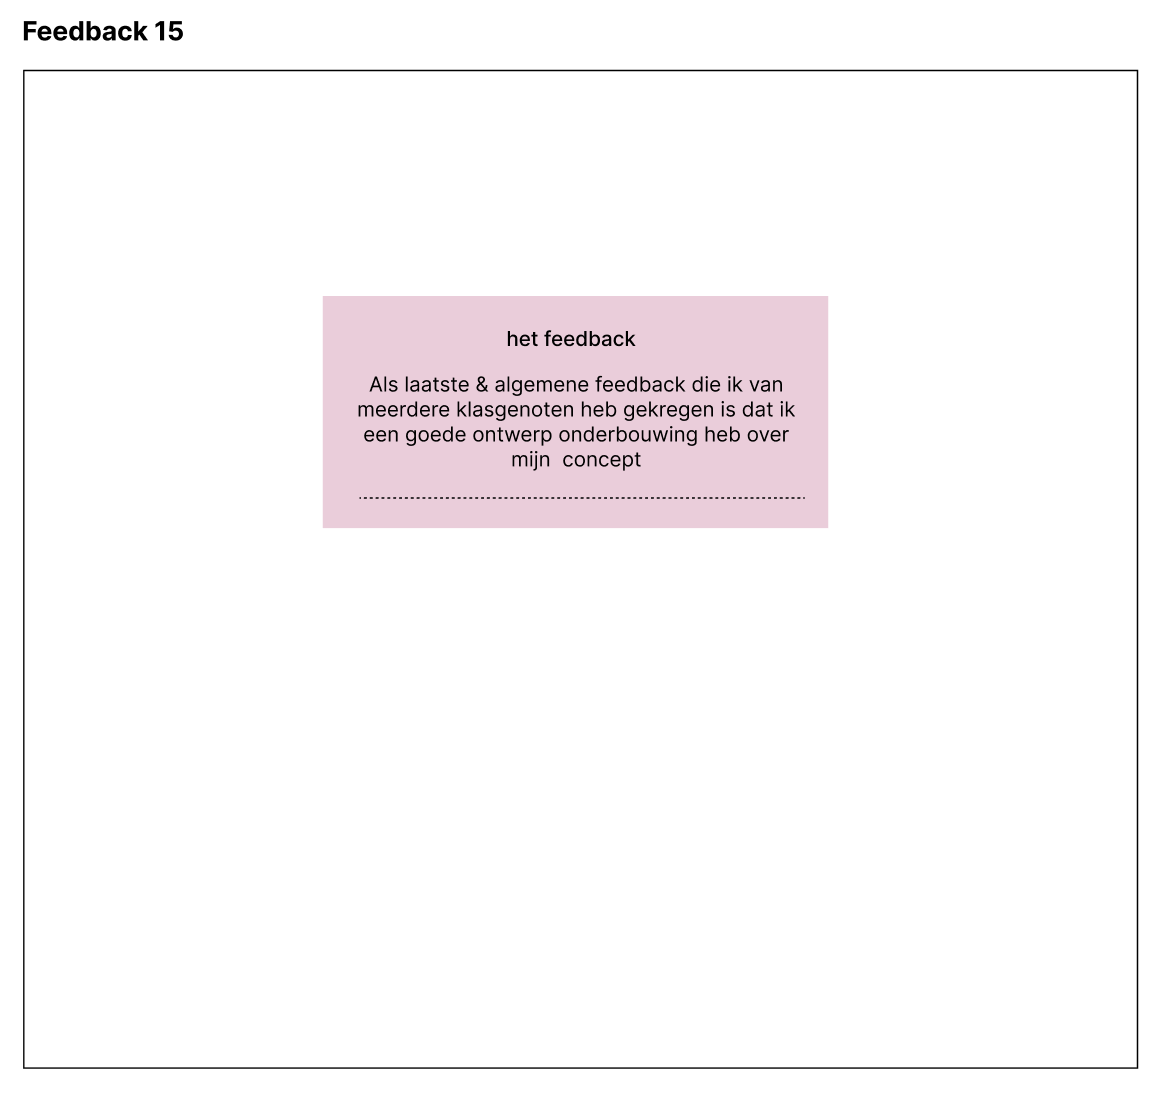 Feedback 15
het feedback
Als laatste & algemene feedback die ik van
meerdere klasgenoten heb gekregen is dat ik
een goede ontwerp onderbouwing heb over
mijn  concept